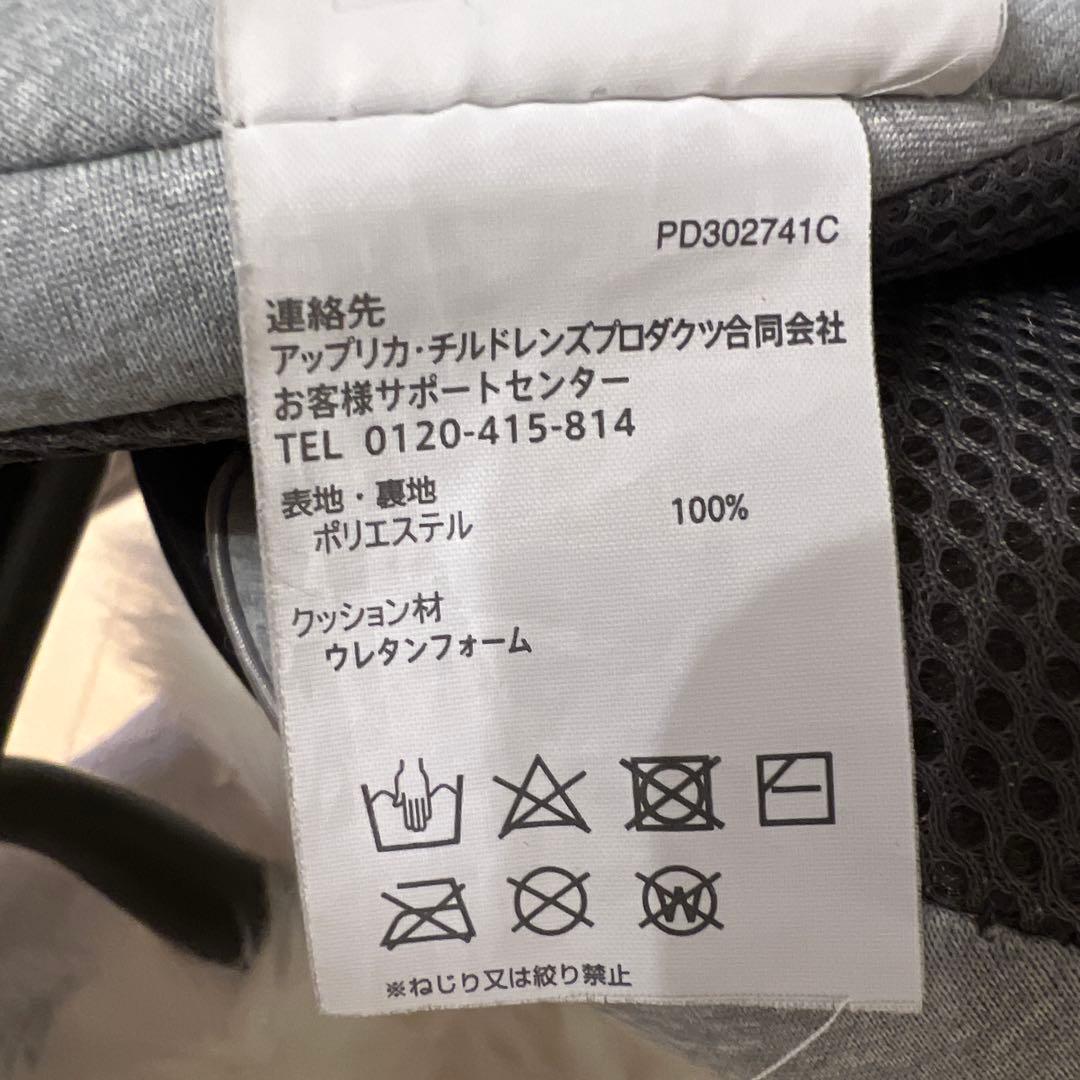 PD302741C
連絡先
アップリカ・チルドレンズプロダクツ合同会社
お客様サポートセンター
TEL 0120-415-814
表地・裏地
ポリエステル 100%
クッション材
ウレタンフォーム
W
※ねじり又は絞り禁止